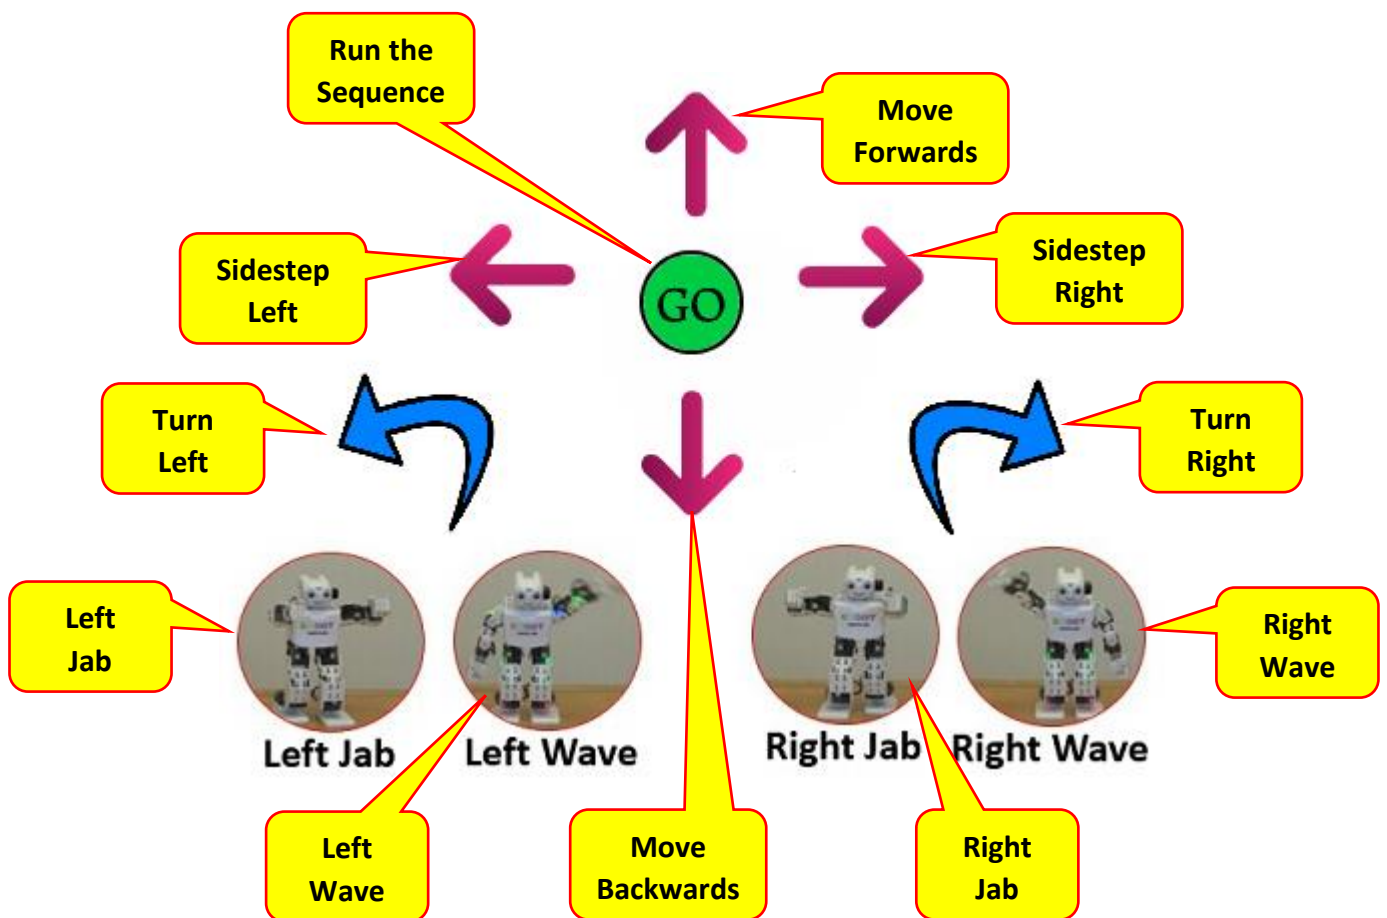 Run the
Sequence
Move
Forwards
Sidestep
Left
GO
Sidestep
Right
Turn
Left
Turn
Right
Left
Jab
Right
Wave
Left Jab
Left Wave
Right Jab
Right Wave
Left
Wave
Move
Backwards
Right
Jab